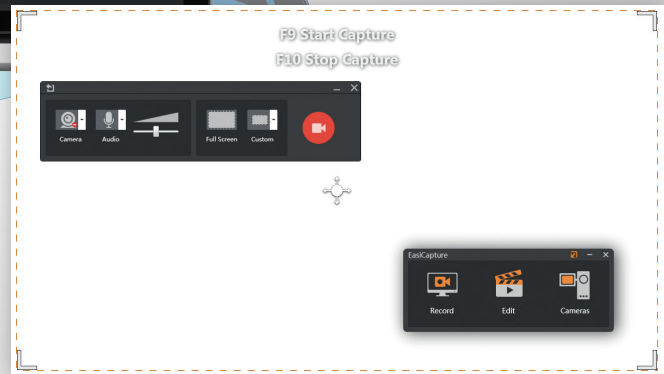 F9 Start Capture
F10 Stop Capture
Camera
Audio
Full Screen
Custom
EasiCapture
Record
Edit
Cameras